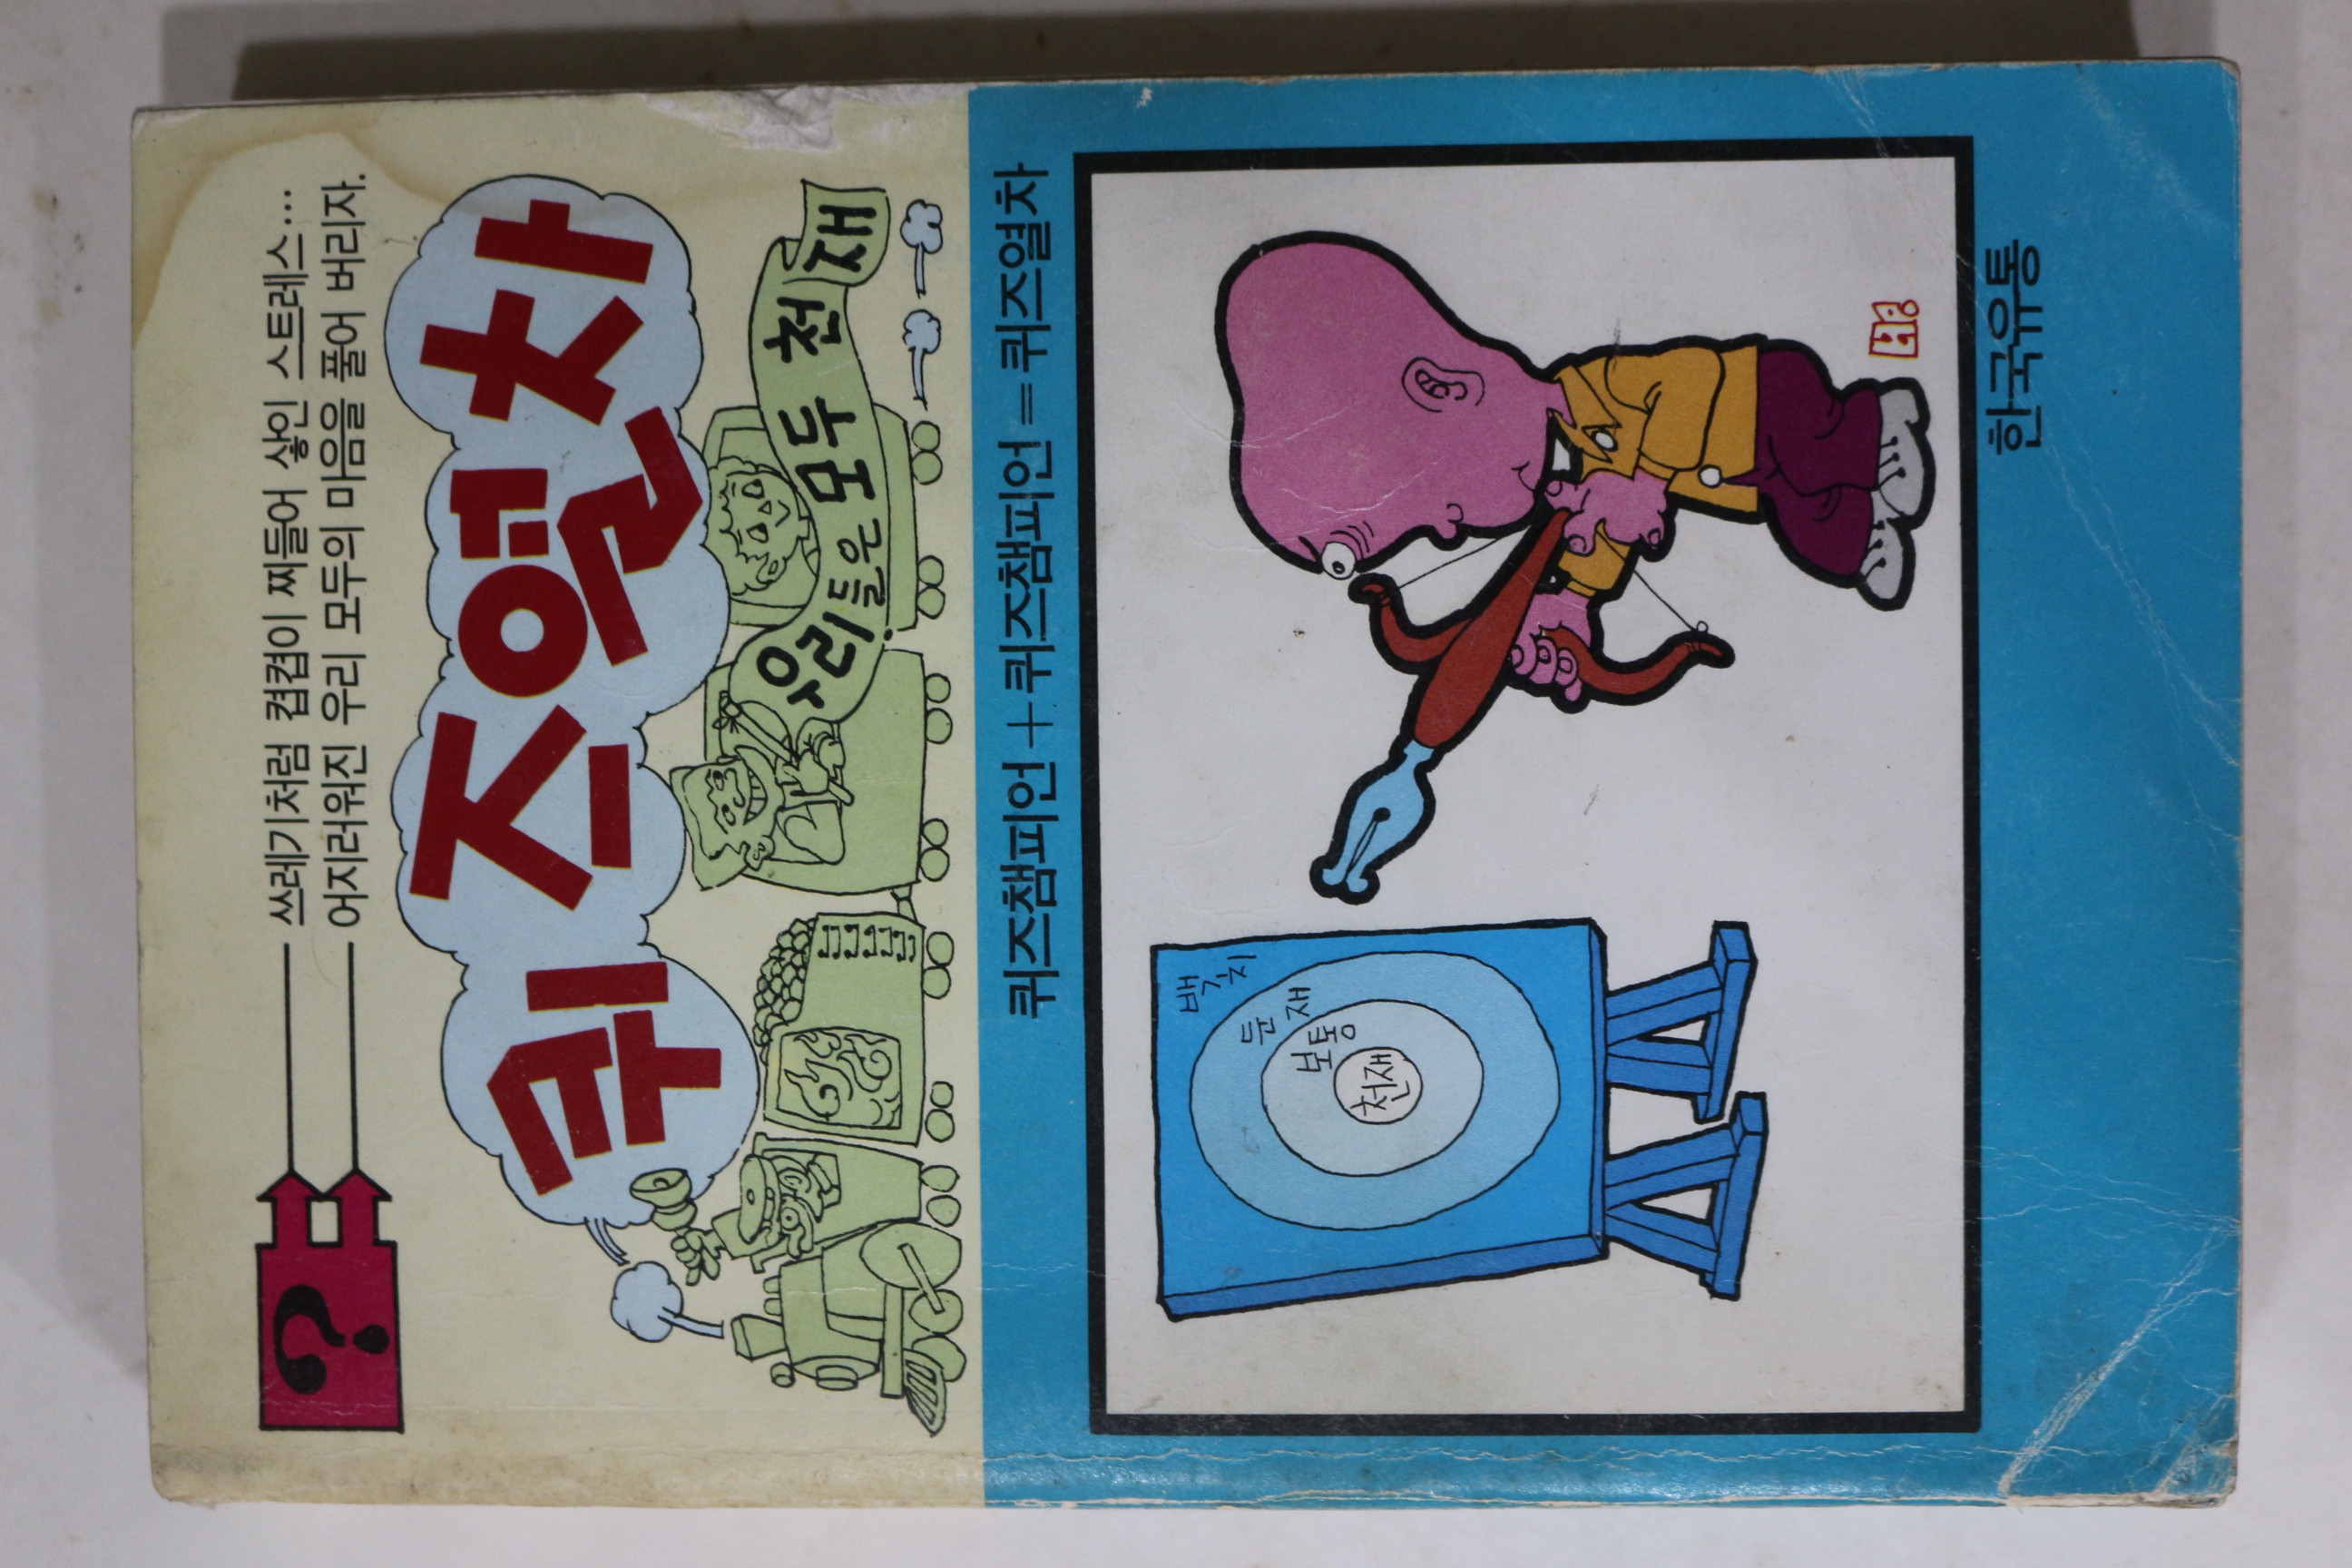 ?
쓰레기처럼 켭켭이 찌들어 샇인 스트레스…
어지러워진 우리 모두의 마음을 풀어 버리자.
퀴즈열차
우리들은 모두 천재
퀴즈챔피언+퀴즈챔피언=퀴즈열차
백치
둔재
보통
천재
한국유통